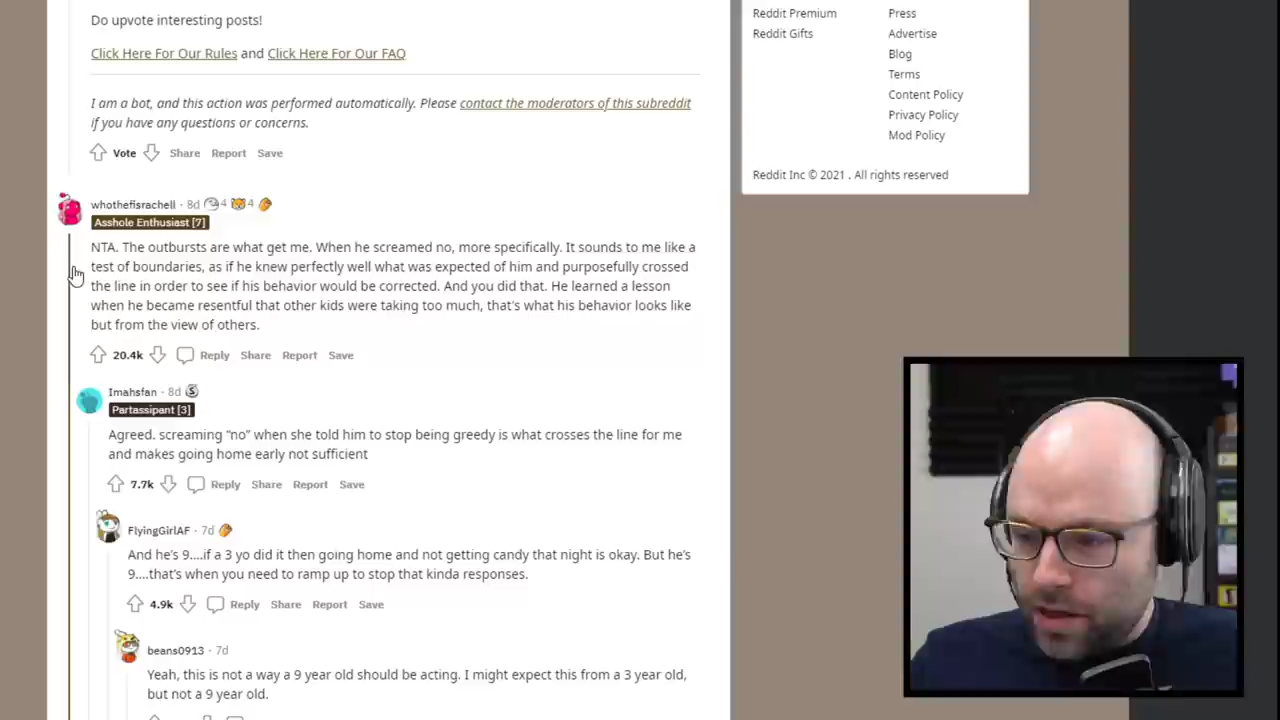 Do upvote interesting posts!
Click Here For Our Rules and Click Here For Our FAQ
I am a bot, and this action was performed automatically. Please contact the moderators of this subreddit
if you have any questions or concerns.
Vote Share Report Save
whothefisrachell · 8d 4 4
Asshole Enthusiast [7]
NTA. The outbursts are what get me. When he screamed no, more specifically. It sounds to me like a
test of boundaries, as if he knew perfectly well what was expected of him and purposefully crossed
the line in order to see if his behavior would be corrected. And you did that. He learned a lesson
when he became resentful that other kids were taking too much, that's what his behavior looks like
but from the view of others.
20.4k Reply Share Report Save
Imahsfan · 8d
Partassipant [3]
Agreed. screaming “no” when she told him to stop being greedy is what crosses the line for me
and makes going home early not sufficient
7.7k Reply Share Report Save
FlyingGirlAF · 7d
And he's 9....if a 3 yo did it then going home and not getting candy that night is okay. But he's
9....that's when you need to ramp up to stop that kinda responses.
4.9k Reply Share Report Save
beans0913 · 7d
Yeah, this is not a way a 9 year old should be acting. I might expect this from a 3 year old,
but not a 9 year old.
Reddit Premium
Reddit Gifts
Press
Advertise
Blog
Terms
Content Policy
Privacy Policy
Mod Policy
Reddit Inc © 2021 . All rights reserved